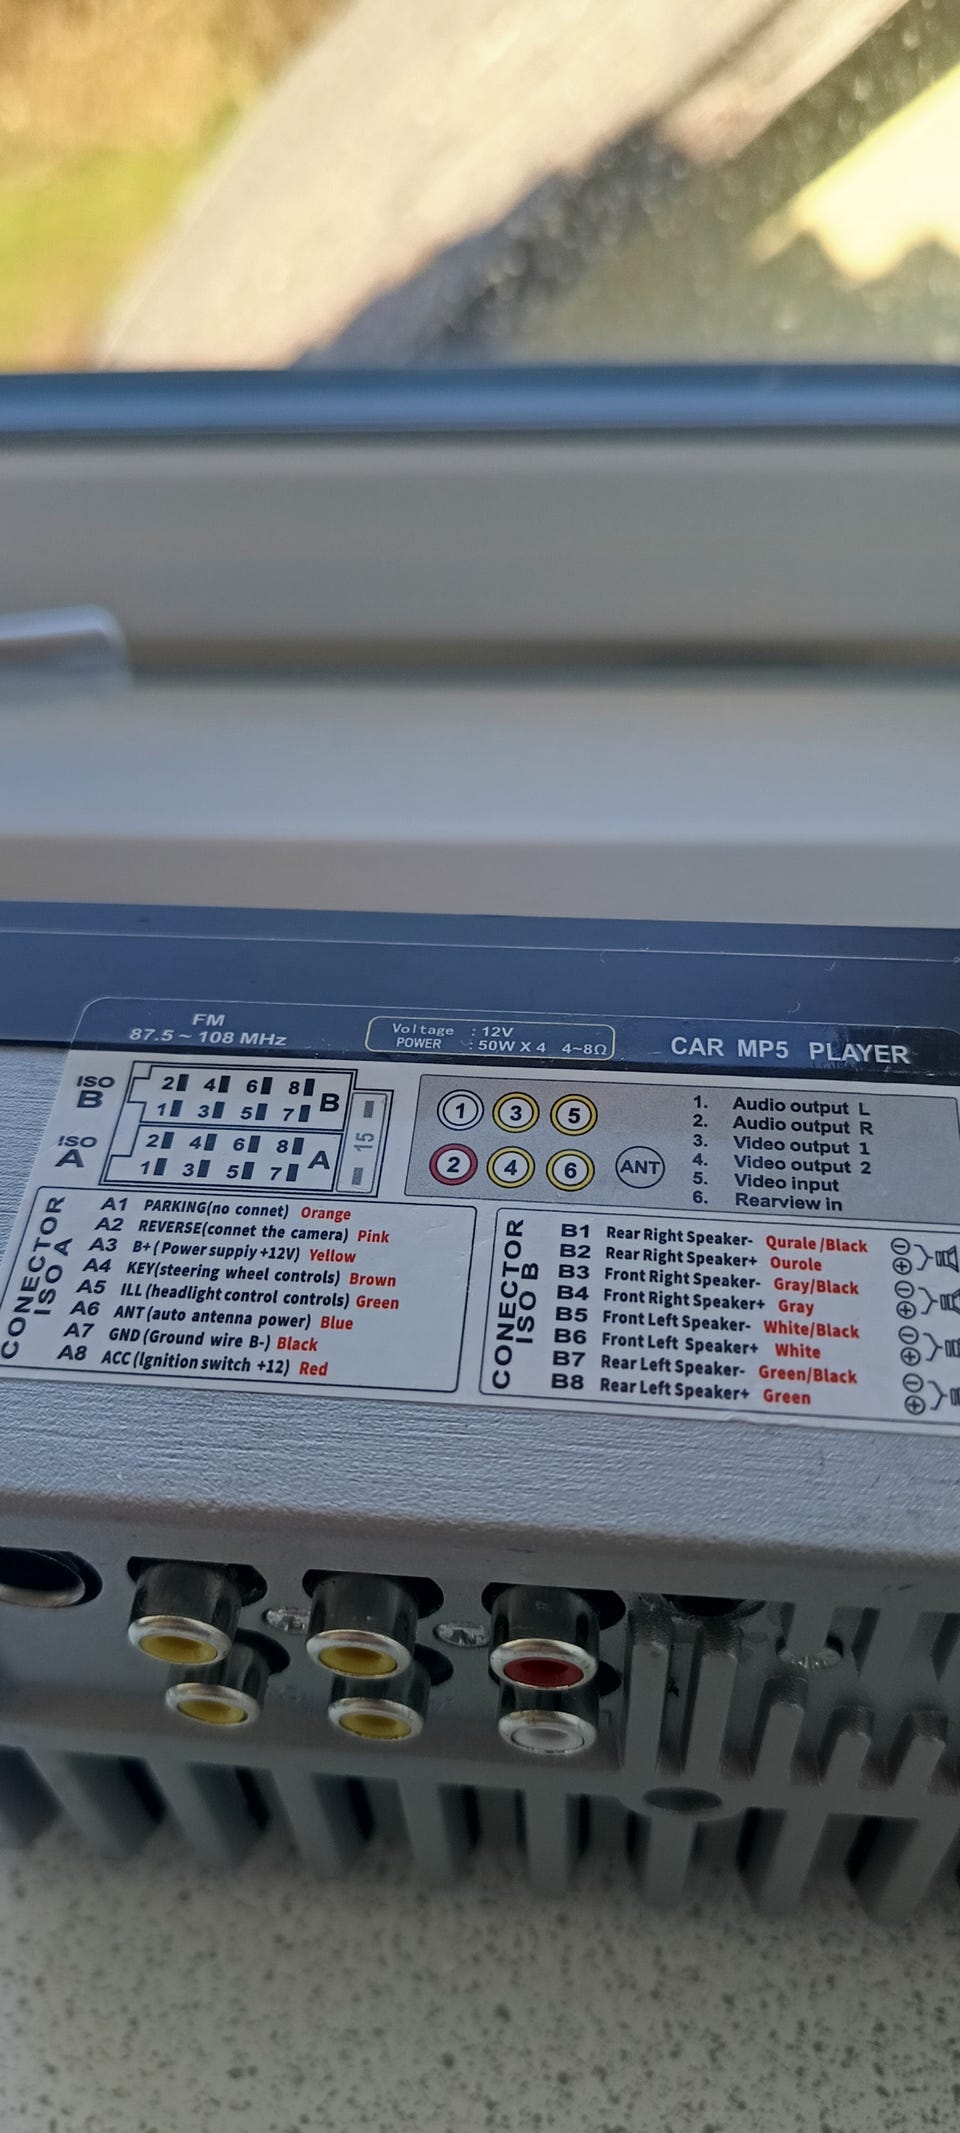 FM
87.5 ~ 108 MHz
Voltage : 12V
POWER : 50W X 4 4~8Ω
CAR MP5 PLAYER
ISO B
2 4 6 8 B
1 3 5 7
ISO A
2 4 6 8 A
1 3 5 7
15
1 3 5
2 4 6 ANT
1. Audio output L
2. Audio output R
3. Video output 1
4. Video output 2
5. Video input
6. Rearview in
CONECTOR
ISO A
A1 PARKING(no connet) Orange
A2 REVERSE(connet the camera) Pink
A3 B+(Power supply +12V) Yellow
A4 KEY(steering wheel controls) Brown
A5 ILL (headlight control controls) Green
A6 ANT (auto antenna power) Blue
A7 GND (Ground wire B-) Black
A8 ACC (Ignition switch +12) Red
CONECTOR
ISO B
B1 Rear Right Speaker- Qurale /Black
B2 Rear Right Speaker+ Ourole
B3 Front Right Speaker- Gray/Black
B4 Front Right Speaker+ Gray
B5 Front Left Speaker- White/Black
B6 Front Left Speaker+ White
B7 Rear Left Speaker- Green/Black
B8 Rear Left Speaker+ Green